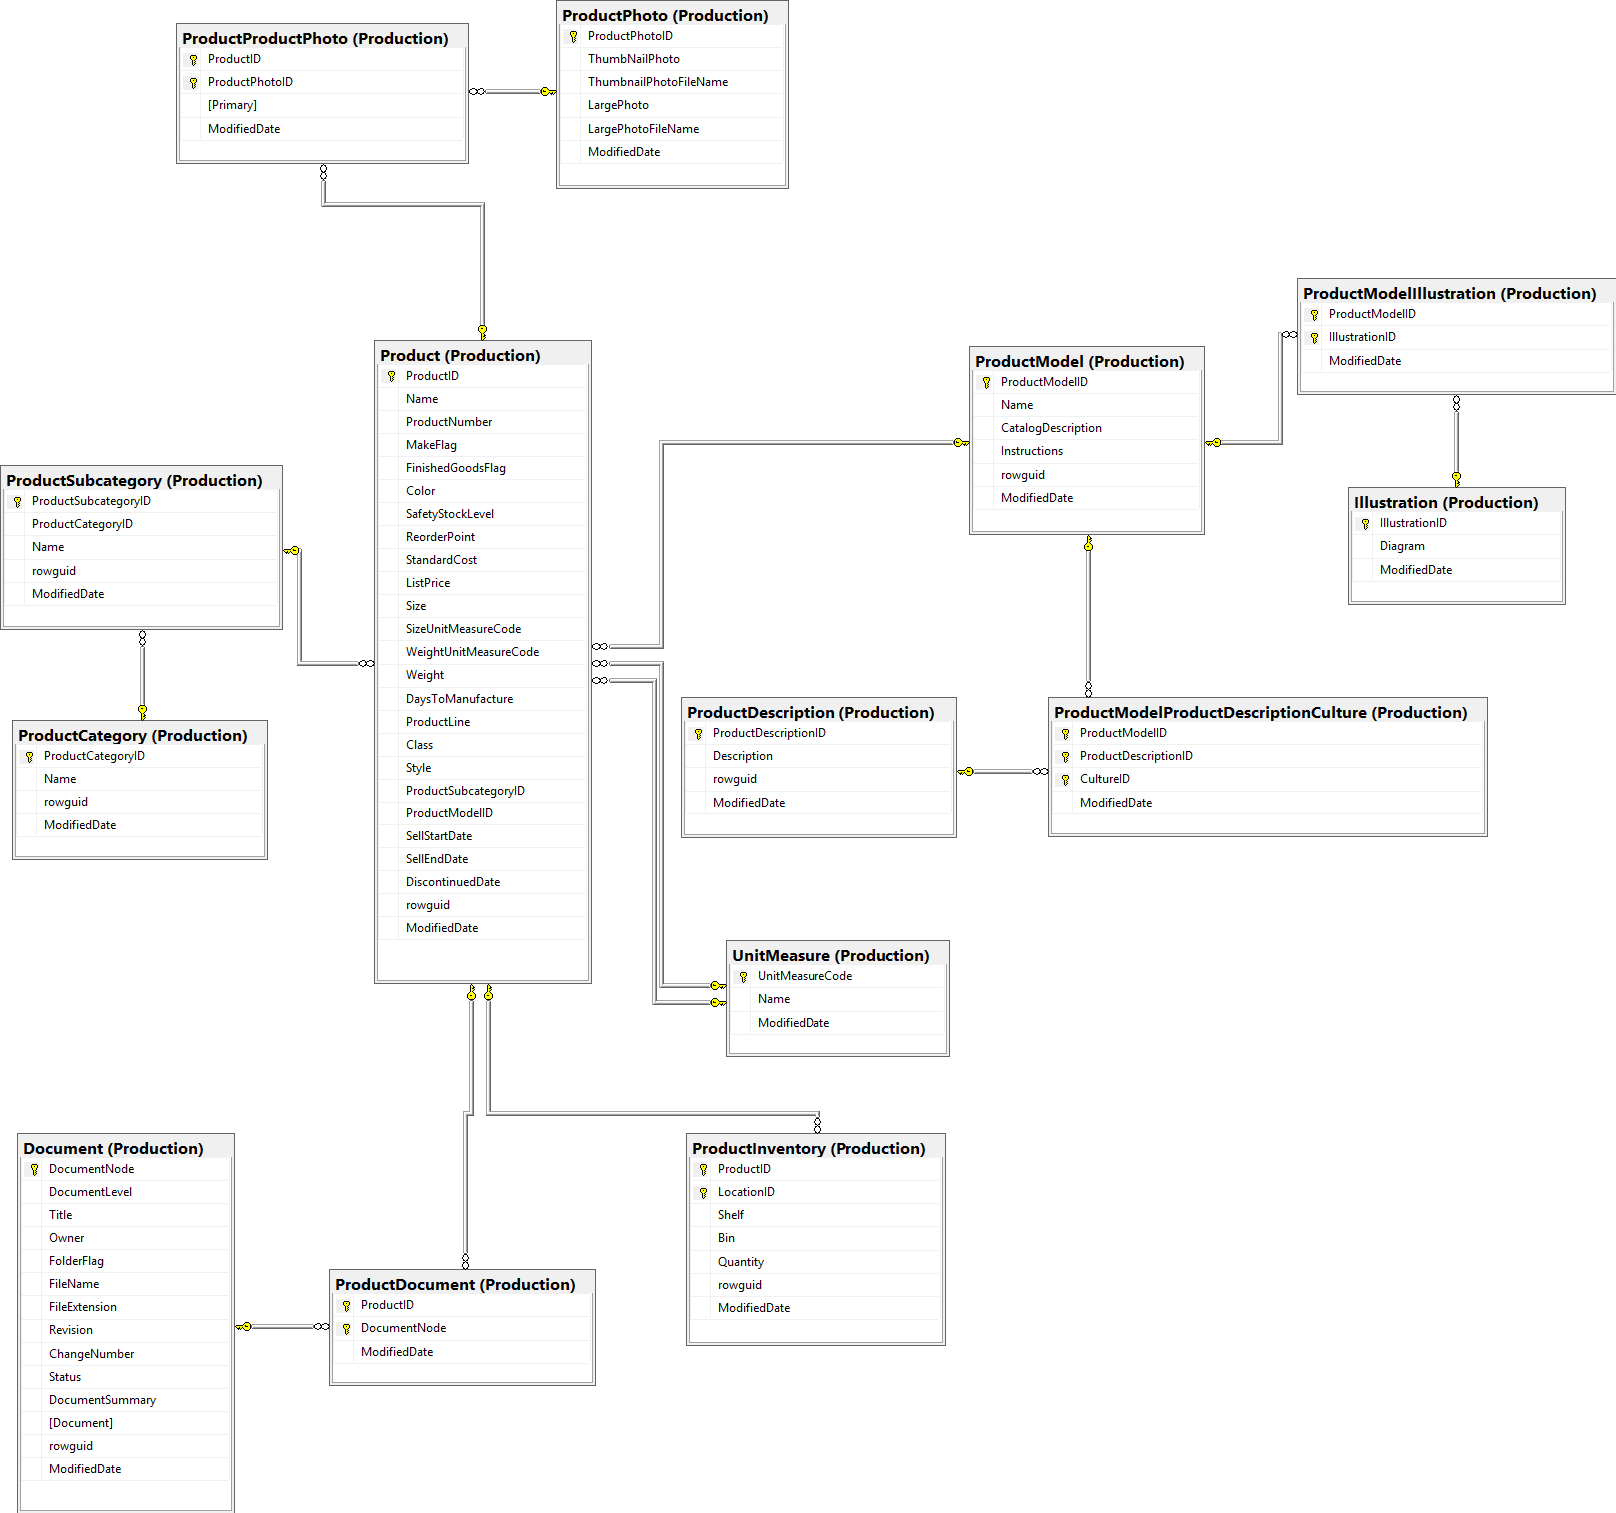 ProductProductPhoto (Production)
ProductID
ProductPhotoID
[Primary]
ModifiedDate
ProductPhoto (Production)
ProductPhotoID
ThumbNailPhoto
ThumbnailPhotoFileName
LargePhoto
LargePhotoFileName
ModifiedDate
ProductModelIllustration (Production)
ProductModelID
IllustrationID
ModifiedDate
Product (Production)
ProductID
Name
ProductNumber
MakeFlag
FinishedGoodsFlag
Color
SafetyStockLevel
ReorderPoint
StandardCost
ListPrice
Size
SizeUnitMeasureCode
WeightUnitMeasureCode
Weight
DaysToManufacture
ProductLine
Class
Style
ProductSubcategoryID
ProductModelID
SellStartDate
SellEndDate
DiscontinuedDate
rowguid
ModifiedDate
ProductModel (Production)
ProductModelID
Name
CatalogDescription
Instructions
rowguid
ModifiedDate
ProductSubcategory (Production)
ProductSubcategoryID
ProductCategoryID
Name
rowguid
ModifiedDate
Illustration (Production)
IllustrationID
Diagram
ModifiedDate
ProductCategory (Production)
ProductCategoryID
Name
rowguid
ModifiedDate
ProductDescription (Production)
ProductDescriptionID
Description
rowguid
ModifiedDate
ProductModelProductDescriptionCulture (Production)
ProductModelID
ProductDescriptionID
CultureID
ModifiedDate
UnitMeasure (Production)
UnitMeasureCode
Name
ModifiedDate
Document (Production)
DocumentNode
DocumentLevel
Title
Owner
FolderFlag
FileName
FileExtension
Revision
ChangeNumber
Status
DocumentSummary
[Document]
rowguid
ModifiedDate
ProductDocument (Production)
ProductID
DocumentNode
ModifiedDate
ProductInventory (Production)
ProductID
LocationID
Shelf
Bin
Quantity
rowguid
ModifiedDate